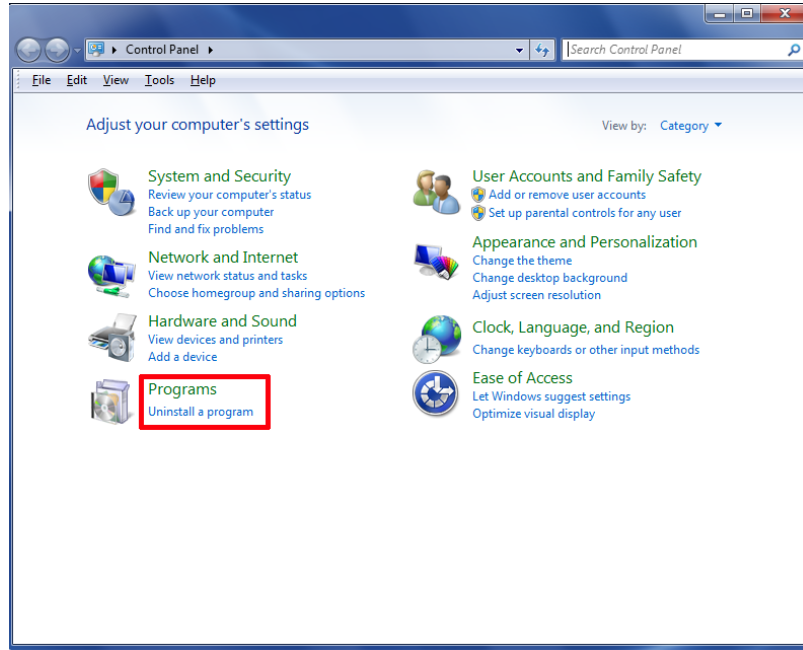 Control Panel
Search Control Panel
File Edit View Tools Help
Adjust your computer's settings
View by: Category
System and Security
Review your computer's status
Back up your computer
Find and fix problems
Network and Internet
View network status and tasks
Choose homegroup and sharing options
Hardware and Sound
View devices and printers
Add a device
Programs
Uninstall a program
User Accounts and Family Safety
Add or remove user accounts
Set up parental controls for any user
Appearance and Personalization
Change the theme
Change desktop background
Adjust screen resolution
Clock, Language, and Region
Change keyboards or other input methods
Ease of Access
Let Windows suggest settings
Optimize visual display